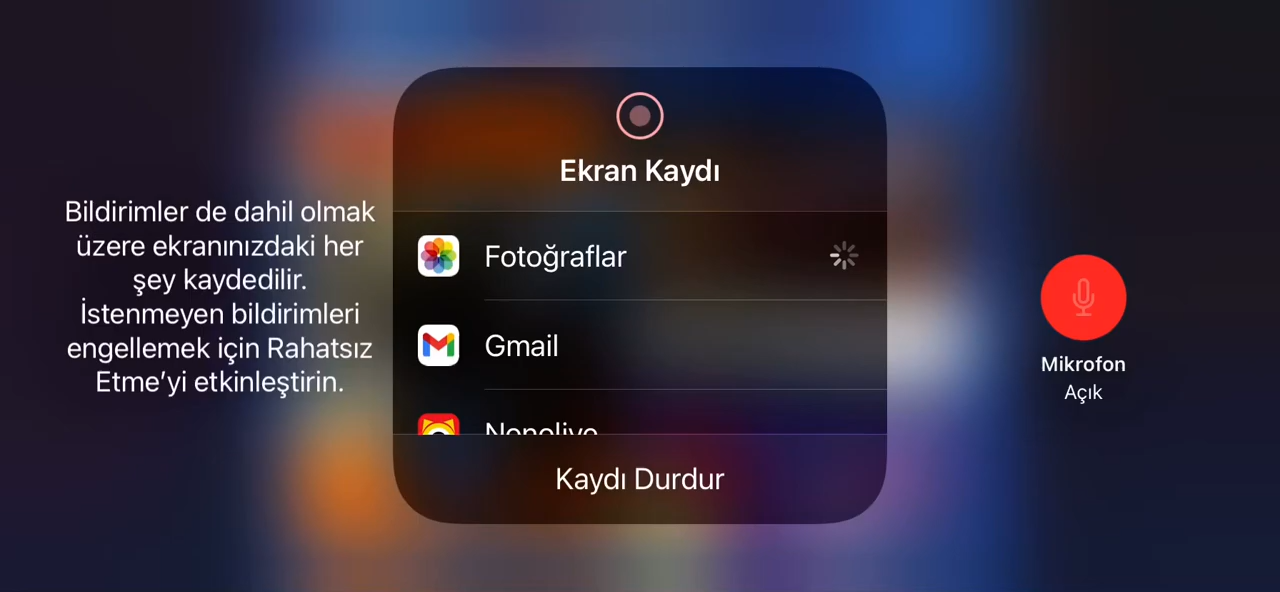 Bildirimler de dahil olmak
üzere ekranınızdaki her
şey kaydedilir.
İstenmeyen bildirimleri
engellemek için Rahatsız
Etme’yi etkinleştirin.
Ekran Kaydı
Fotoğraflar
Gmail
Nonolive
Kaydı Durdur
Mikrofon
Açık